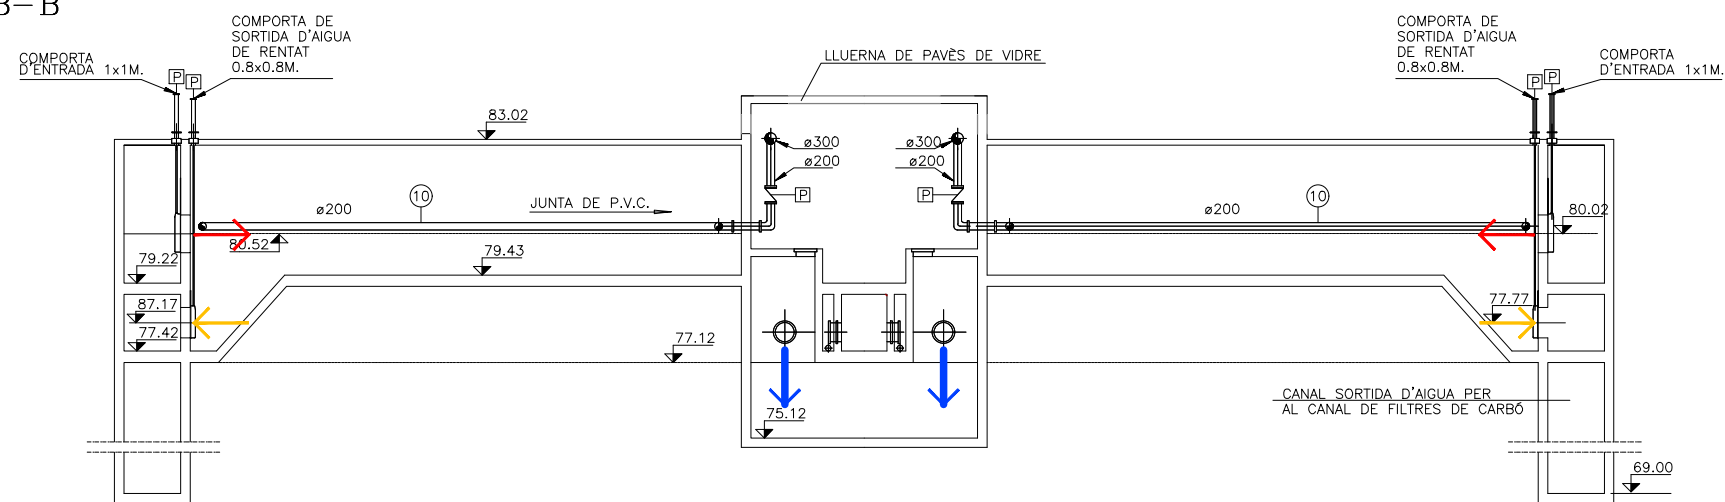 B-B
COMPORTA DE
SORTIDA D'AIGUA
DE RENTAT
0.8x0.8M.
COMPORTA
D'ENTRADA 1x1M.
P
P
LLUERNA DE PAVÈS DE VIDRE
COMPORTA DE
SORTIDA D'AIGUA
DE RENTAT
0.8x0.8M.
COMPORTA
D'ENTRADA 1x1M.
P
P
83.02
ø300
ø200
ø300
ø200
P
P
10
ø200
JUNTA DE P.V.C.
ø200
10
80.02
80.52
79.22
79.43
87.17
77.42
77.12
77.77
75.12
CANAL SORTIDA D'AIGUA PER
AL CANAL DE FILTRES DE CARBÓ
69.00